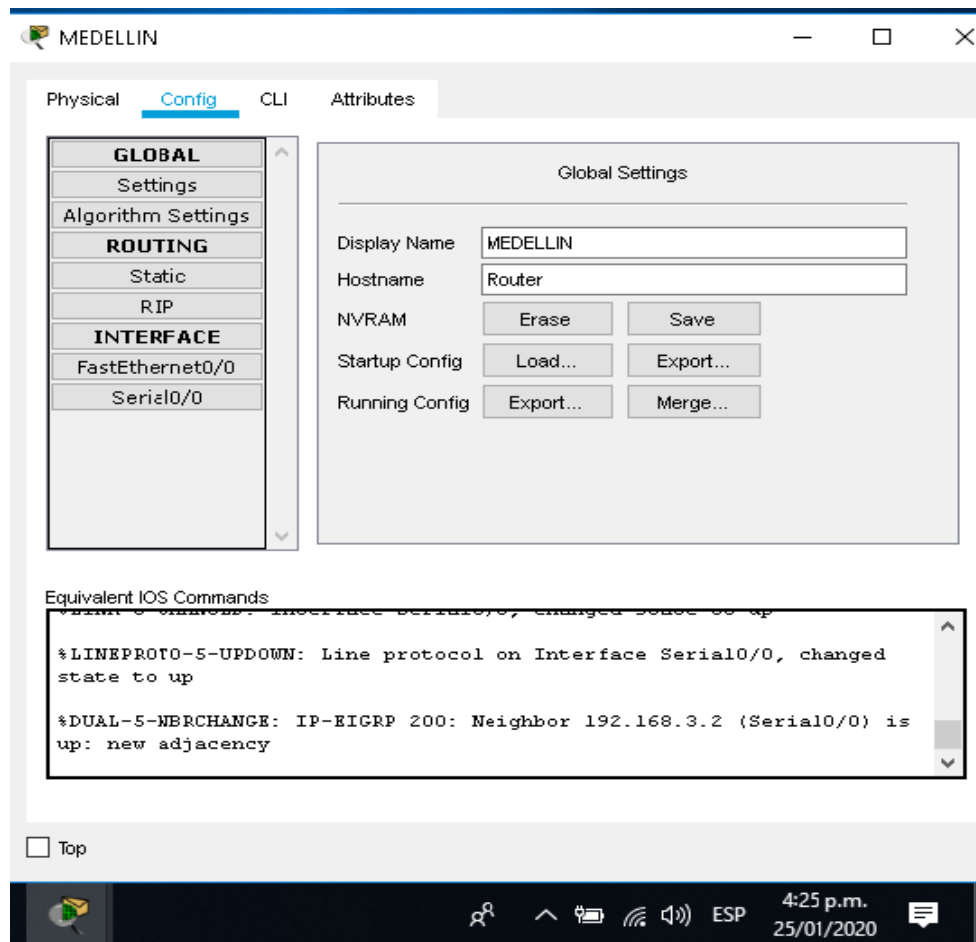 MEDELLIN
Physical Config CLI Attributes
GLOBAL
Settings
Algorithm Settings
ROUTING
Static
RIP
INTERFACE
FastEthernet0/0
Serial0/0
Global Settings
Display Name MEDELLIN
Hostname Router
NVRAM Erase Save
Startup Config Load... Export...
Running Config Export... Merge...
Equivalent IOS Commands
%LINEPROTO-5-UPDOWN: Line protocol on Interface Serial0/0, changed
state to up
%DUAL-5-NBRCHANGE: IP-EIGRP 200: Neighbor 192.168.3.2 (Serial0/0) is
up: new adjacency
Top
ESP
4:25 p.m.
25/01/2020